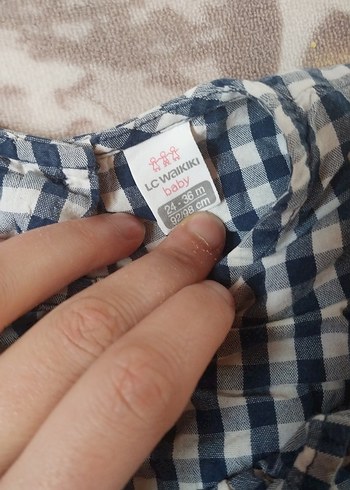 LC WAIKIKI
baby
24 - 36 m
92/98 cm